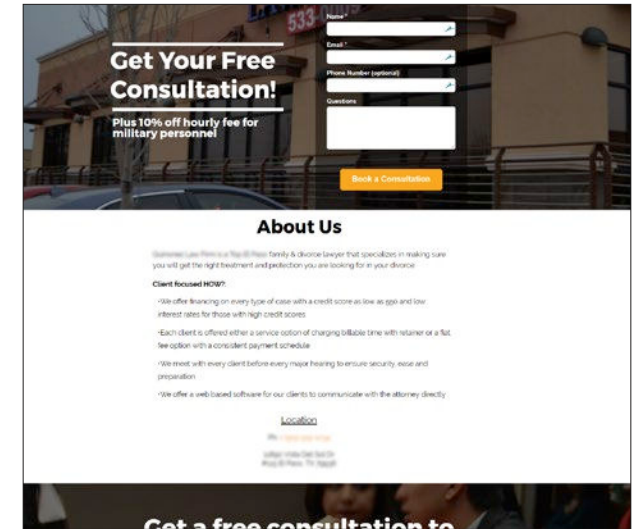 533-0009
Get Your Free
Consultation!
Plus 10% off hourly fee for
military personnel
Name *
Email *
Phone Number (optional)
Questions
Book a Consultation
About Us
family & divorce lawyer that specializes in making sure
you will get the right treatment and protection you are looking for in your divorce
Client focused HOW?:
•We offer financing on every type of case with a credit score as low as 590 and low
interest rates for those with high credit scores
•Each client is offered either a service option of charging billable time with retainer or a flat
fee option with a consistent payment schedule
•We meet with every client before every major hearing to ensure security, ease and
preparation
•We offer a web based software for our clients to communicate with the attorney directly
Location
Get a free consultation to